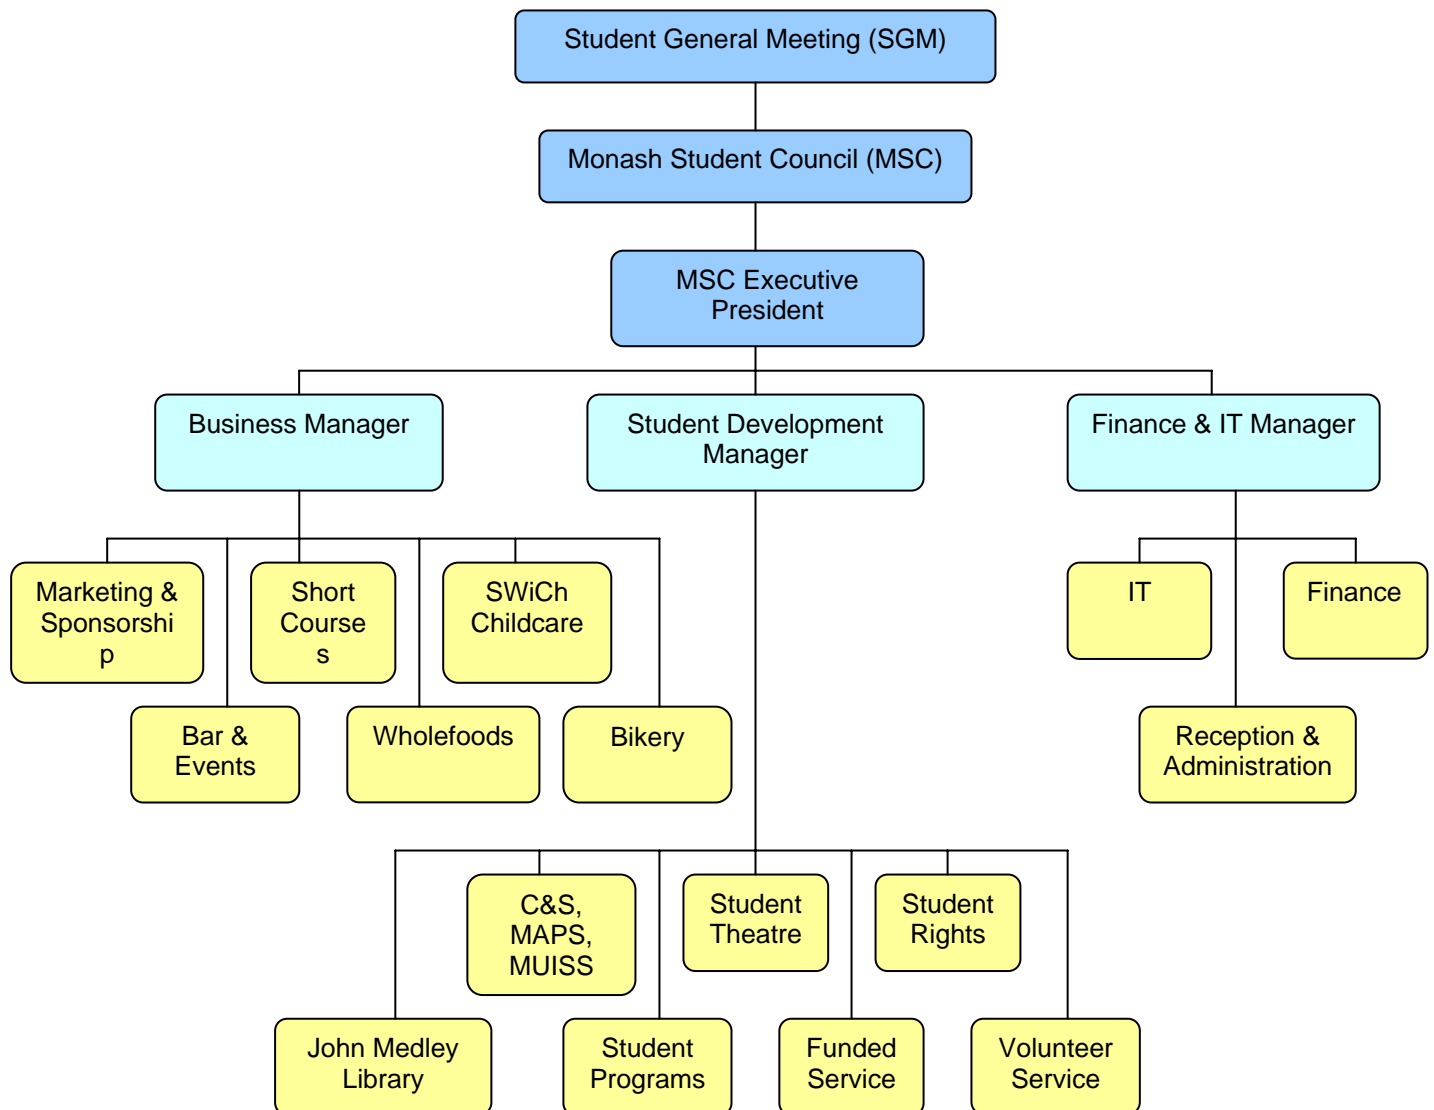 Student General Meeting (SGM)
Monash Student Council (MSC)
MSC Executive
President
Business Manager
Student Development
Manager
Finance & IT Manager
Marketing &
Sponsorshi
p
Short
Course
s
SWiCh
Childcare
IT
Finance
Bar &
Events
Wholefoods
Bikery
Reception &
Administration
C&S,
MAPS,
MUISS
Student
Theatre
Student
Rights
John Medley
Library
Student
Programs
Funded
Service
Volunteer
Service